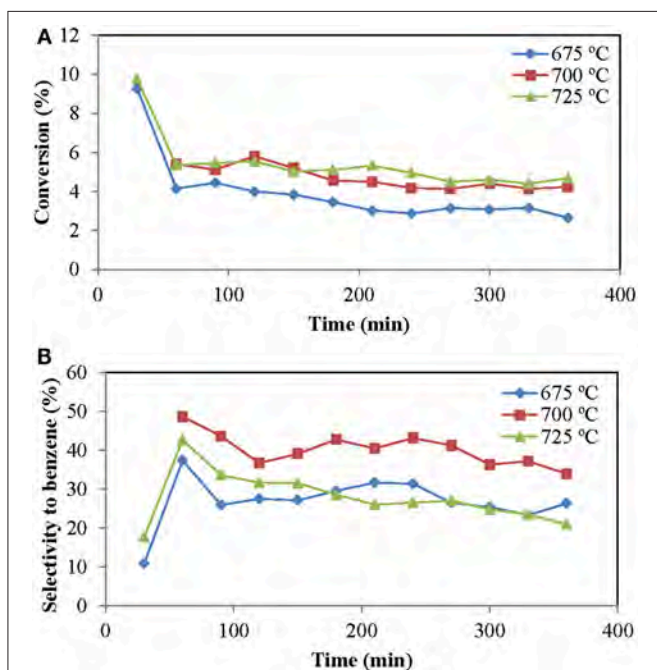 A
12
10
8
6
4
2
0
Conversion (%)
675 ºC
700 ºC
725 ºC
0 100 200 300 400
Time (min)
B
60
50
40
30
20
10
0
Selectivity to benzene (%)
675 ºC
700 ºC
725 ºC
0 100 200 300 400
Time (min)